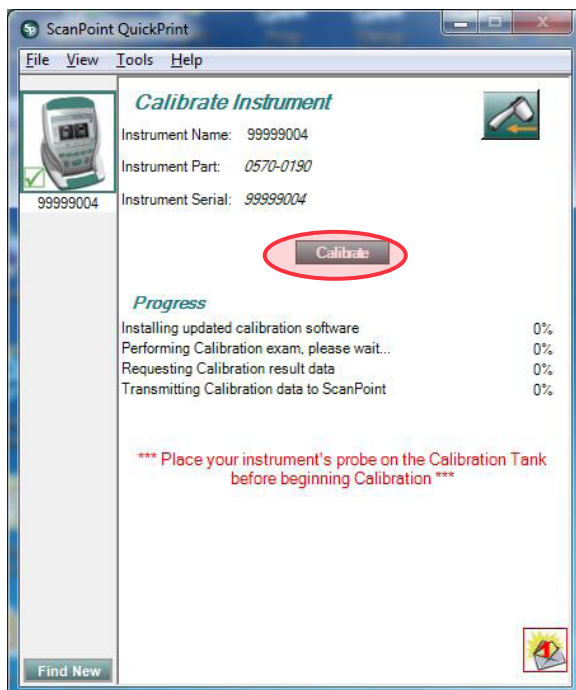 ScanPoint QuickPrint
File View Tools Help
Calibrate Instrument
Instrument Name: 99999004
Instrument Part: 0570-0190
Instrument Serial: 99999004
99999004
Calibrate
Progress
Installing updated calibration software 0%
Performing Calibration exam, please wait... 0%
Requesting Calibration result data 0%
Transmitting Calibration data to ScanPoint 0%
*** Place your instrument's probe on the Calibration Tank
before beginning Calibration ***
Find New